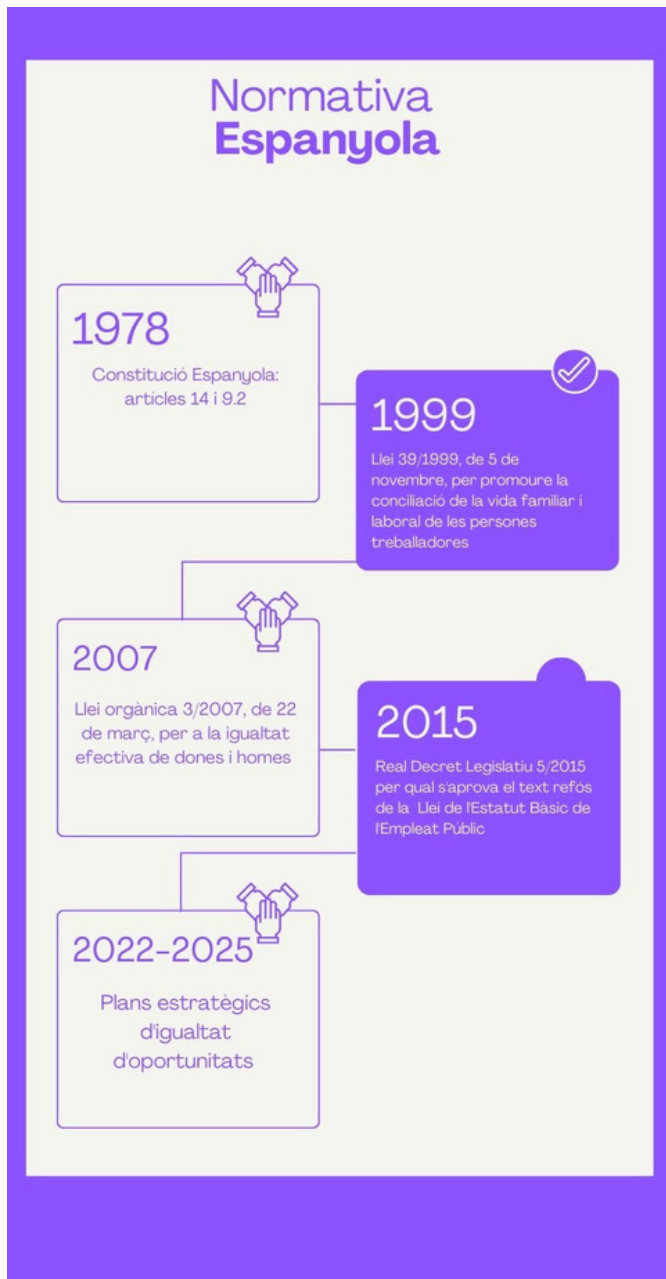 Normativa
Espanyola
1978
Constitució Espanyola:
artícles 14 i 9.2
1999
Llei 39/1999, de 5 de
novembre, per promoure la
conciliació de la vida familiar i
laboral de les persones
treballadores
2007
Llei orgànica 3/2007, de 22
de març, per a la igualtat
efectiva de dones i homes
2015
Real Decret Legislatiu 5/2015
per qual s'aprova el text refós
de la Llei de l'Estatut Bàsic de
l'Empleat Públic
2022-2025
Plans estratègics
d'igualtat
d'oportunitats